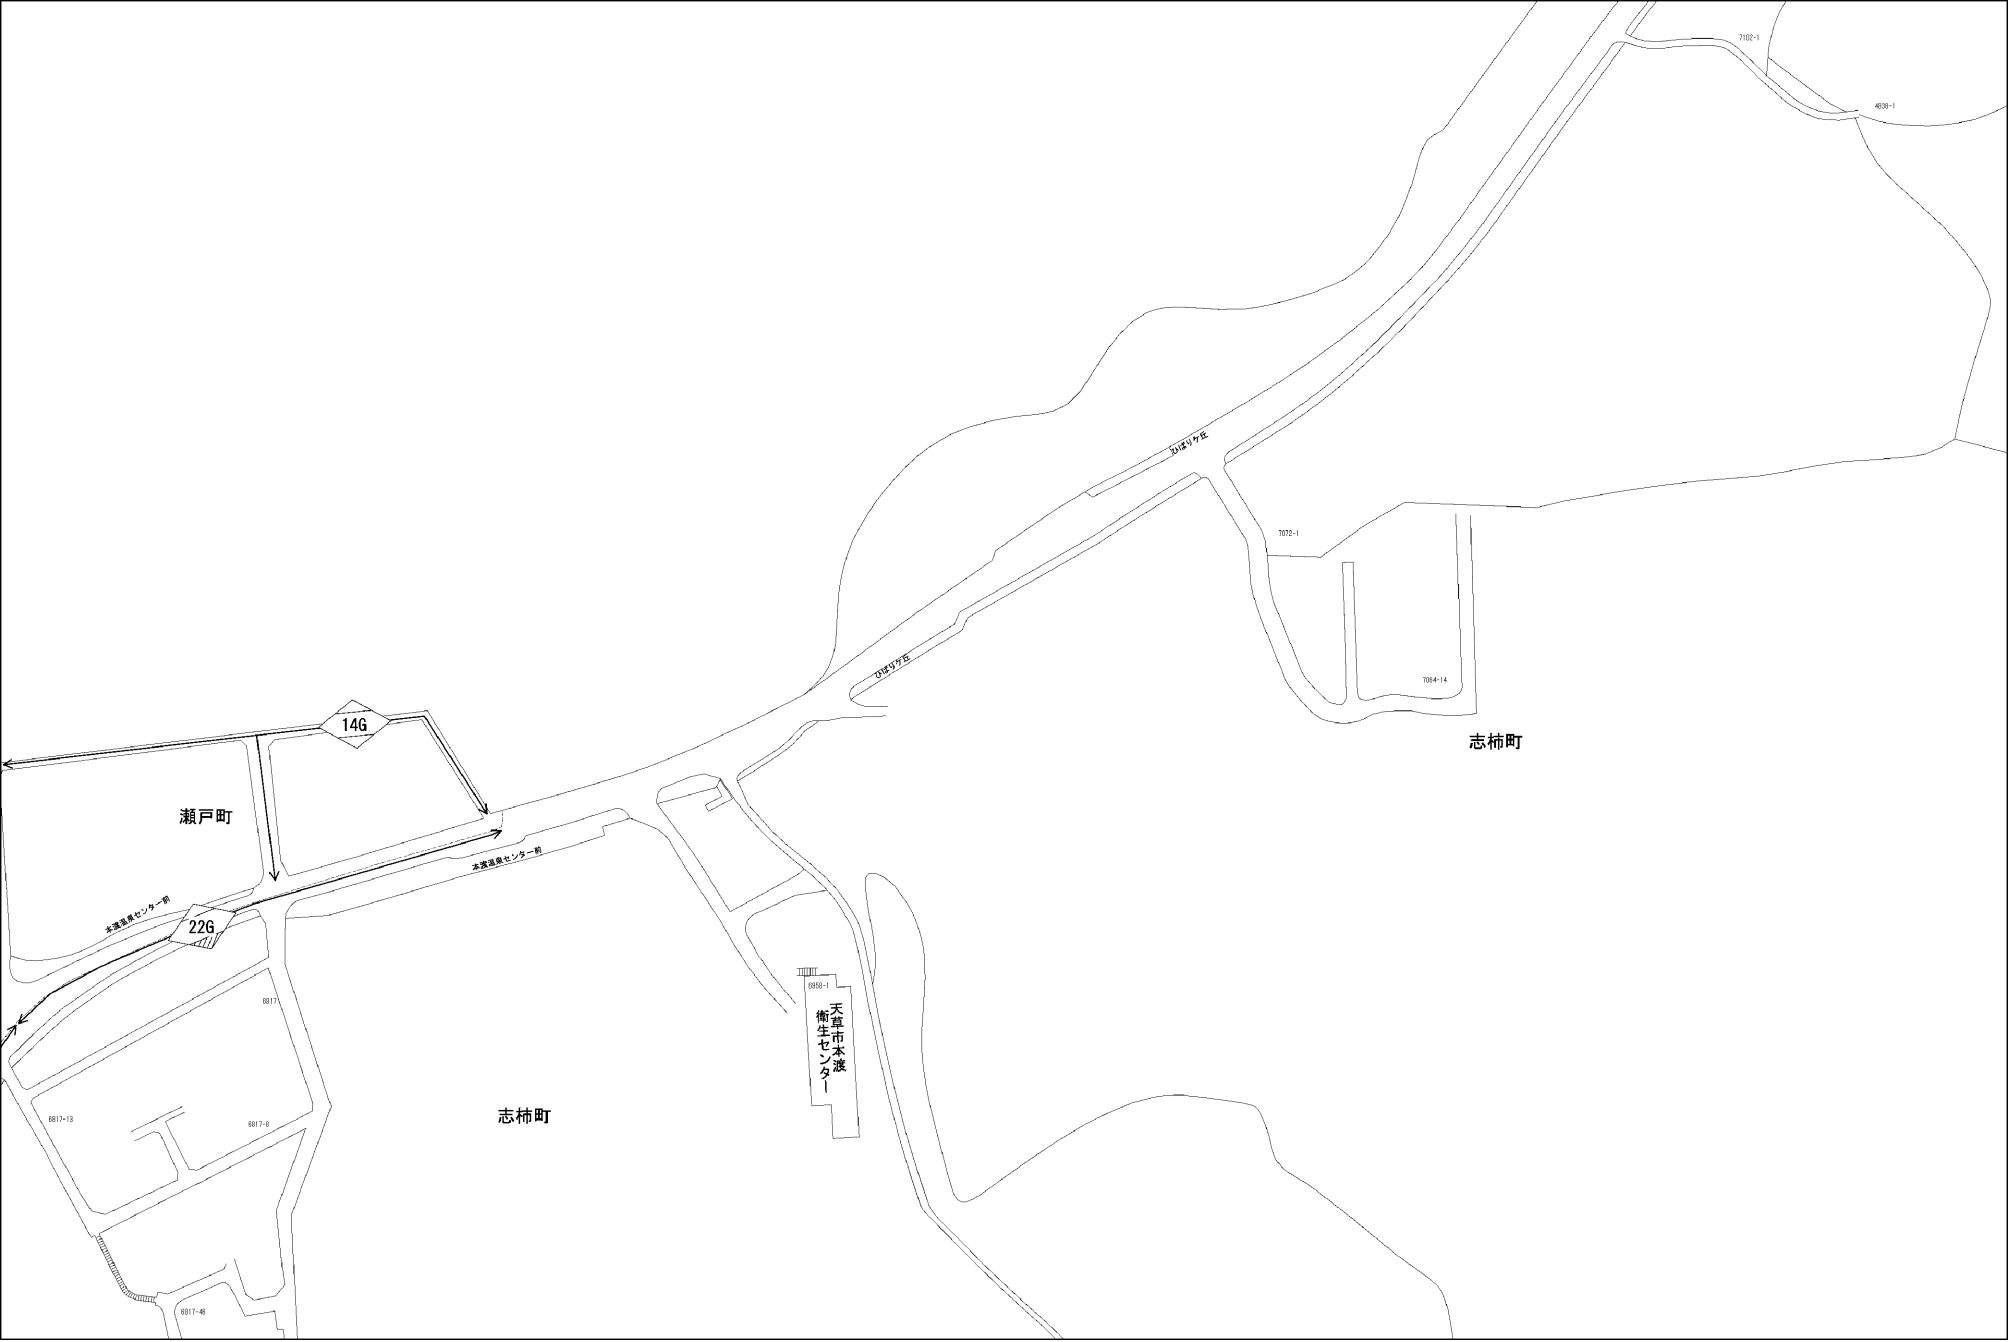 7102-1
4838-1
ひばりケ丘
7072-1
ひばりケ丘
7064-14
14G
志柿町
瀬戸町
本渡温泉センター前
本渡温泉センター前
22G
6958-1
6817
天草市本渡
衛生センター
6817-13
志柿町
6817-8
6817-46